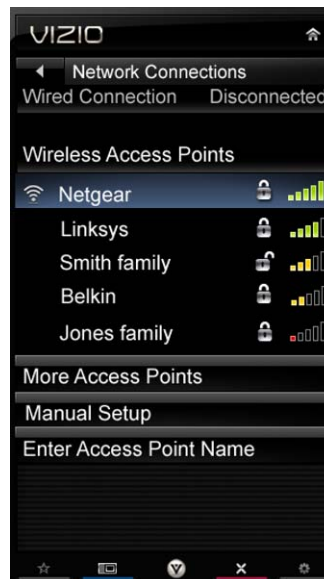 VIZIO
Network Connections
Wired Connection Disconnected
Wireless Access Points
Netgear
Linksys
Smith family
Belkin
Jones family
More Access Points
Manual Setup
Enter Access Point Name
V